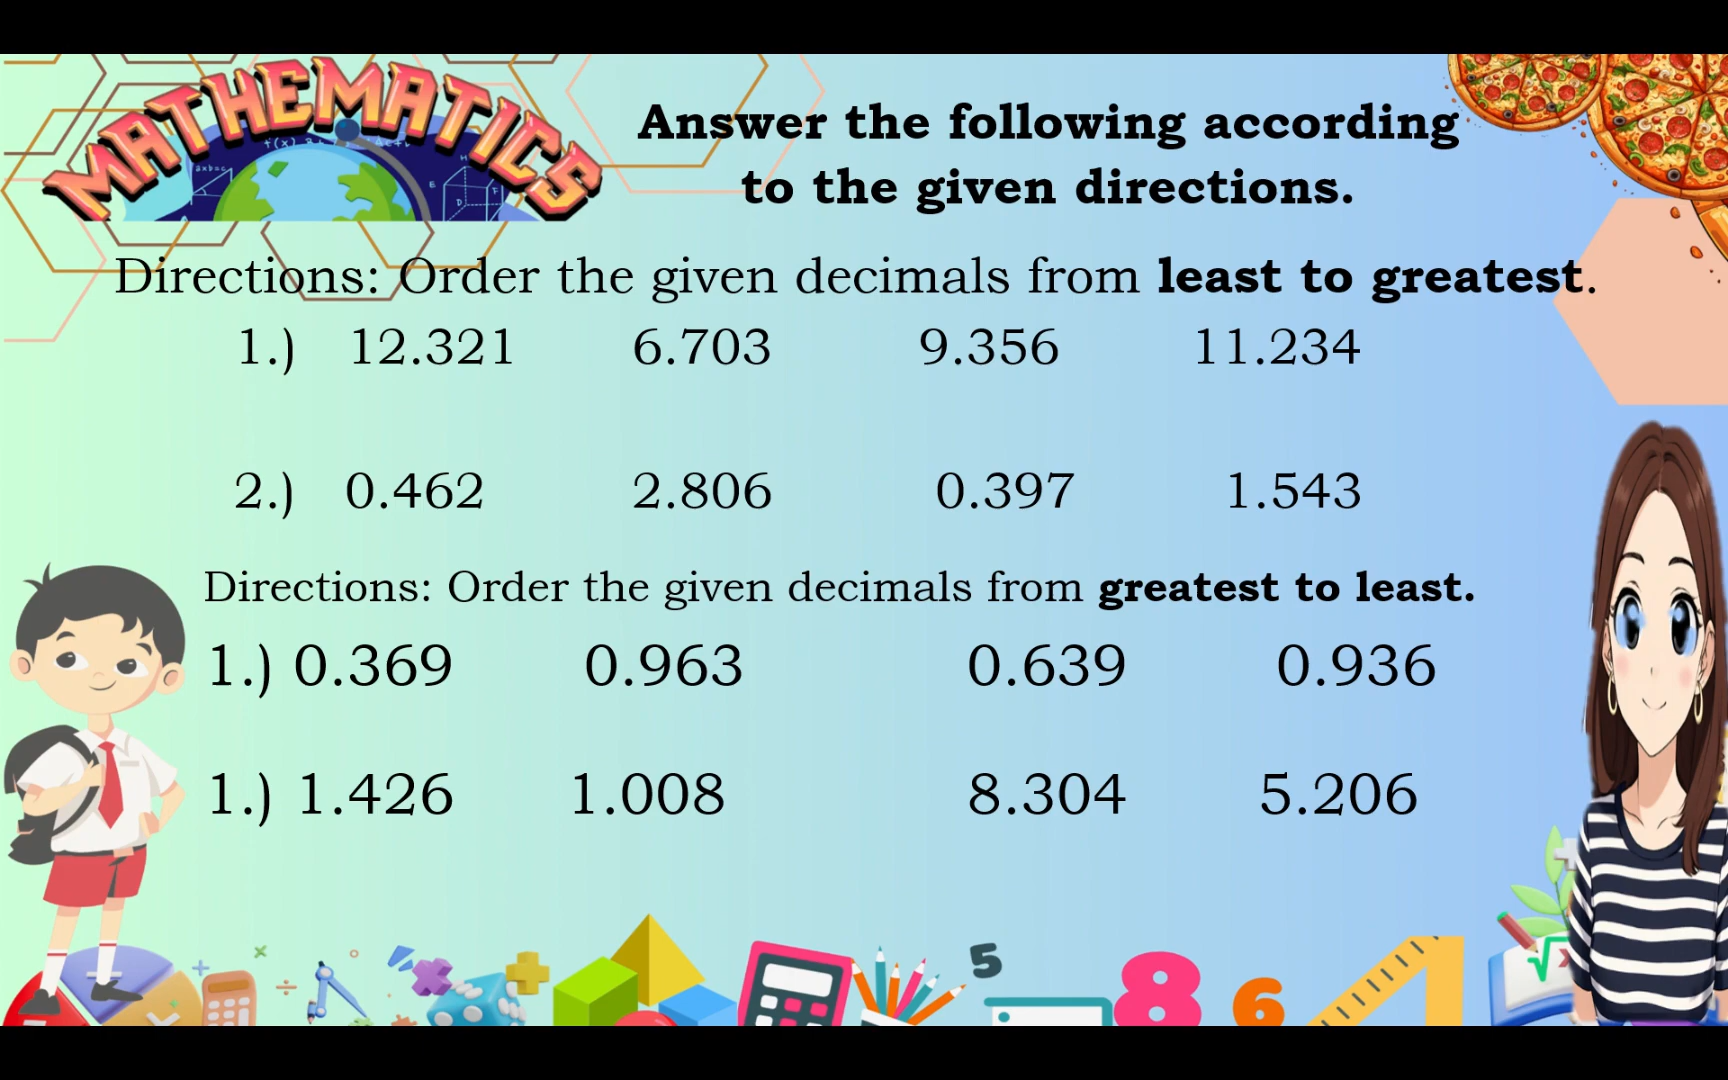 MATHEMATICS
Answer the following according
to the given directions.
Directions: Order the given decimals from least to greatest.
1.) 12.321 6.703 9.356 11.234
2.) 0.462 2.806 0.397 1.543
Directions: Order the given decimals from greatest to least.
1.) 0.369 0.963 0.639 0.936
1.) 1.426 1.008 8.304 5.206
5
8
6